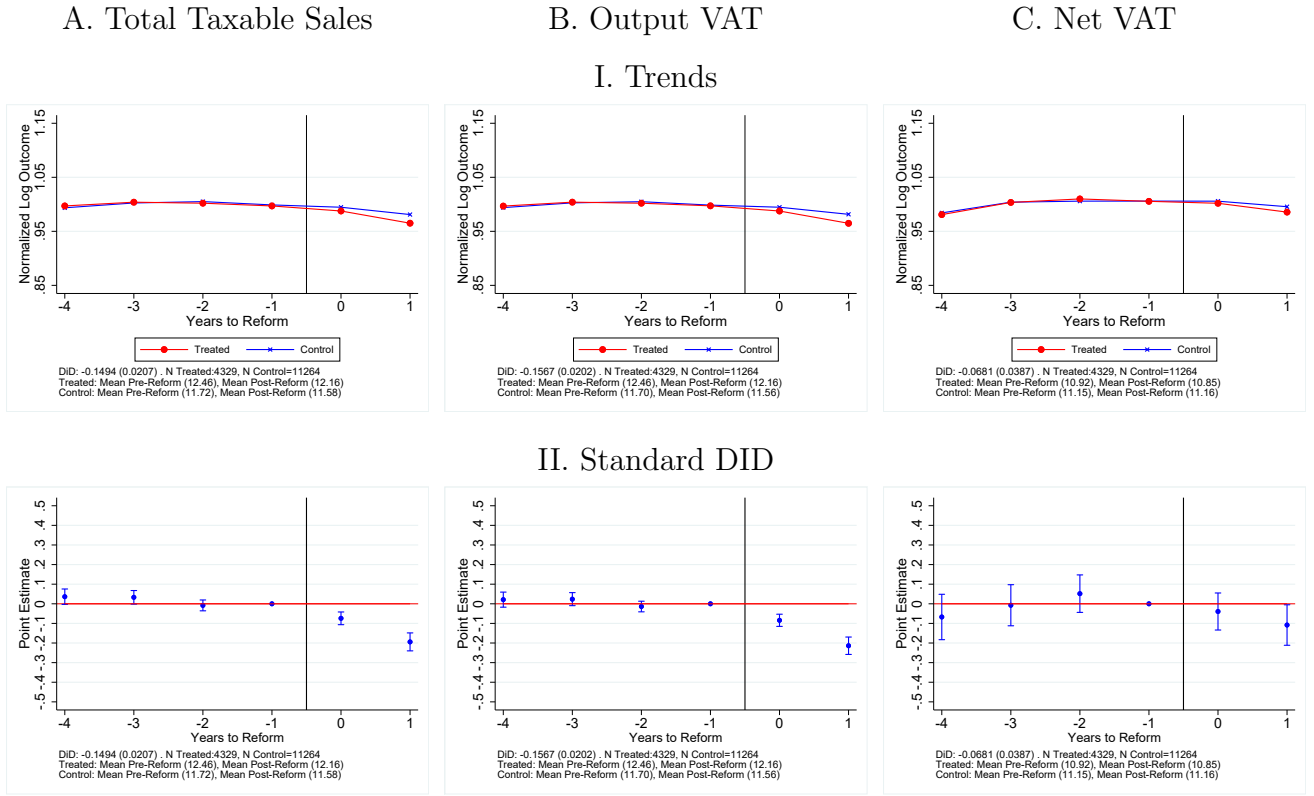 A. Total Taxable Sales
B. Output VAT
C. Net VAT
I. Trends
Normalized Log Outcome
1.15
1.05
.95
.85
-4 -3 -2 -1 0 1
Years to Reform
Treated Control
DiD: -0.1494 (0.0207) . N Treated:4329, N Control=11264
Treated: Mean Pre-Reform (12.46), Mean Post-Reform (12.16)
Control: Mean Pre-Reform (11.72), Mean Post-Reform (11.58)
Normalized Log Outcome
1.15
1.05
.95
.85
-4 -3 -2 -1 0 1
Years to Reform
Treated Control
DiD: -0.1567 (0.0202) . N Treated:4329, N Control=11264
Treated: Mean Pre-Reform (12.46), Mean Post-Reform (12.16)
Control: Mean Pre-Reform (11.70), Mean Post-Reform (11.56)
Normalized Log Outcome
1.15
1.05
.95
.85
-4 -3 -2 -1 0 1
Years to Reform
Treated Control
DiD: -0.0681 (0.0387) . N Treated:4329, N Control=11264
Treated: Mean Pre-Reform (10.92), Mean Post-Reform (10.85)
Control: Mean Pre-Reform (11.15), Mean Post-Reform (11.16)
II. Standard DID
Point Estimate
-.5 -.4 -.3 -.2 -.1 0 .1 .2 .3 .4 .5
-4 -3 -2 -1 0 1
Years to Reform
DiD: -0.1494 (0.0207) . N Treated:4329, N Control=11264
Treated: Mean Pre-Reform (12.46), Mean Post-Reform (12.16)
Control: Mean Pre-Reform (11.72), Mean Post-Reform (11.58)
Point Estimate
-.5 -.4 -.3 -.2 -.1 0 .1 .2 .3 .4 .5
-4 -3 -2 -1 0 1
Years to Reform
DiD: -0.1567 (0.0202) . N Treated:4329, N Control=11264
Treated: Mean Pre-Reform (12.46), Mean Post-Reform (12.16)
Control: Mean Pre-Reform (11.70), Mean Post-Reform (11.56)
Point Estimate
-.5 -.4 -.3 -.2 -.1 0 .1 .2 .3 .4 .5
-4 -3 -2 -1 0 1
Years to Reform
DiD: -0.0681 (0.0387) . N Treated:4329, N Control=11264
Treated: Mean Pre-Reform (10.92), Mean Post-Reform (10.85)
Control: Mean Pre-Reform (11.15), Mean Post-Reform (11.16)